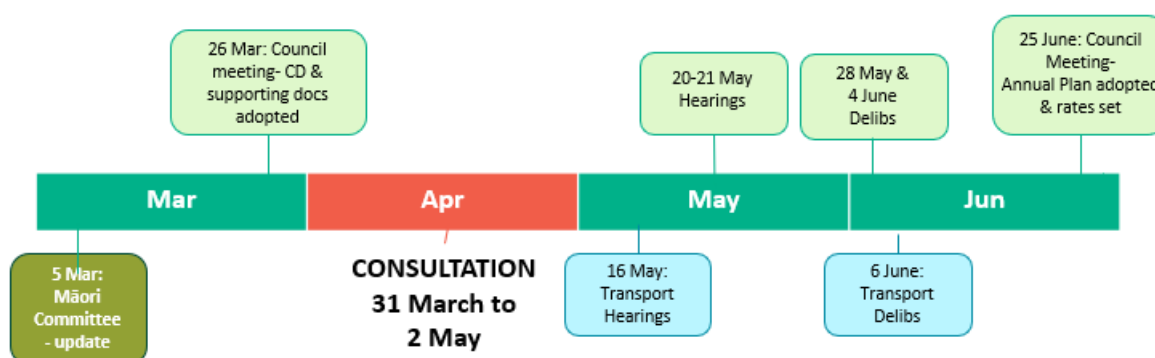 26 Mar: Council
meeting- CD &
supporting docs
adopted
20-21 May
Hearings
28 May &
4 June
Delibs
25 June: Council
Meeting-
Annual Plan adopted
& rates set
Mar
Apr
May
Jun
5 Mar:
Māori
Committee
- update
CONSULTATION
31 March to
2 May
16 May:
Transport
Hearings
6 June:
Transport
Delibs